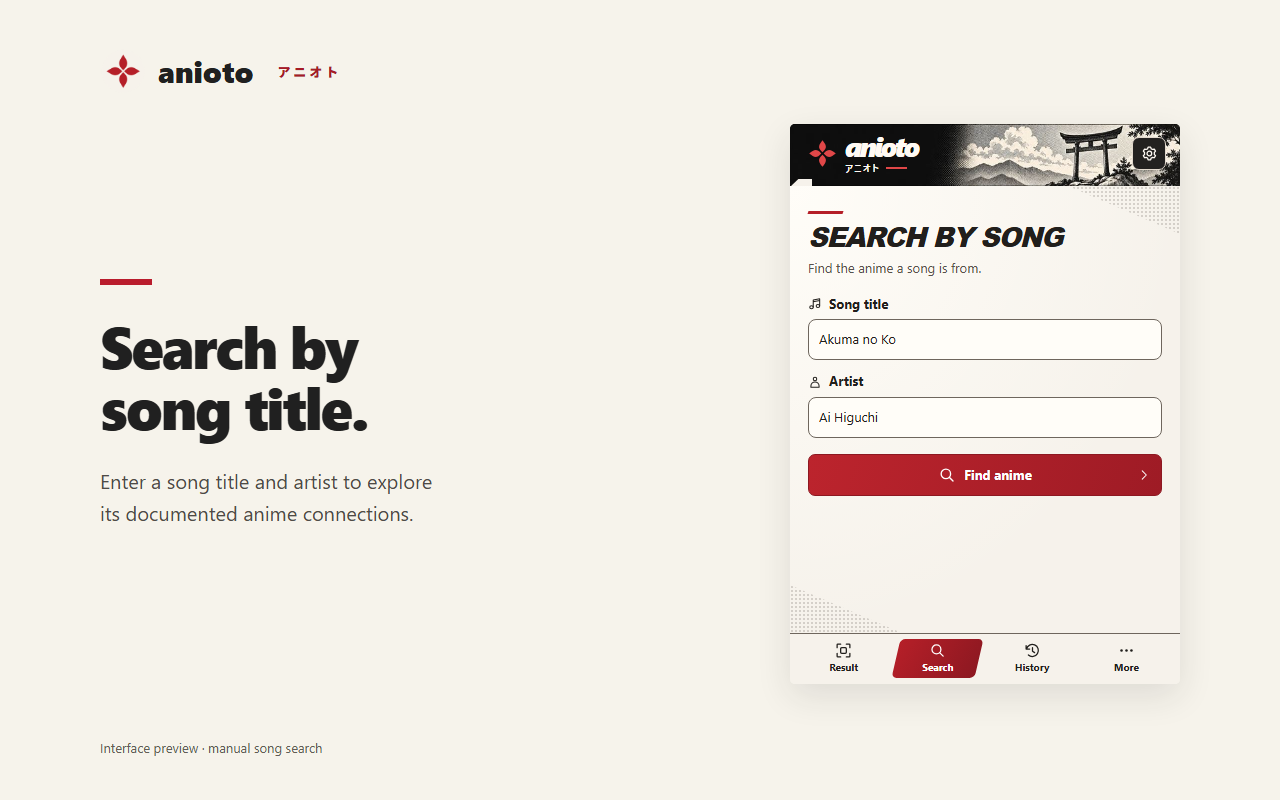 anioto アニオト
Search by
song title.
Enter a song title and artist to explore
its documented anime connections.
Interface preview · manual song search
anioto
アニオト
SEARCH BY SONG
Find the anime a song is from.
Song title
Akuma no Ko
Artist
Ai Higuchi
Find anime
Result Search History More